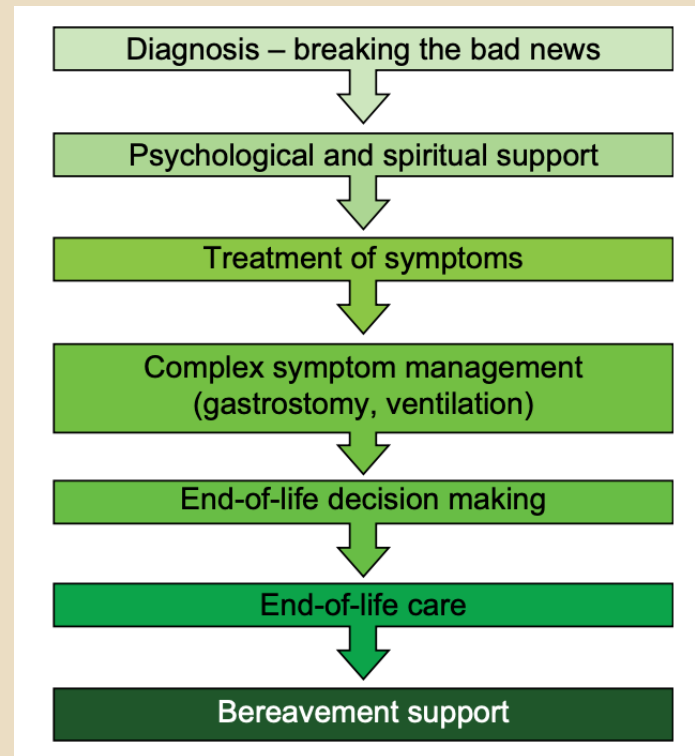 Diagnosis – breaking the bad news
Psychological and spiritual support
Treatment of symptoms
Complex symptom management
(gastrostomy, ventilation)
End-of-life decision making
End-of-life care
Bereavement support